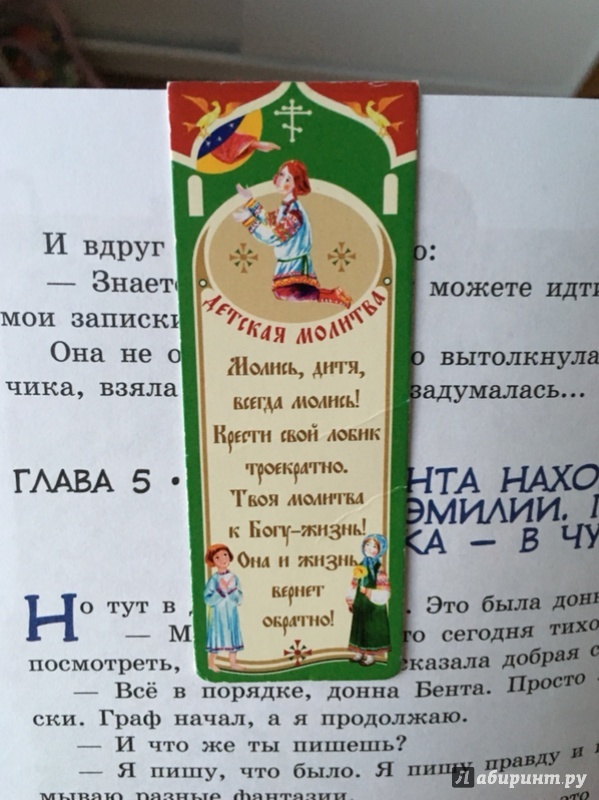 И вдруг
о:
— Знает
можете идти
мои записки
Она не о
о вытолкнула
чика, взяла
задумалась...
ДЕТСКАЯ МОЛИТВА
Молись, дитя,
всегда молись!
Крести свой лобик
троекратно.
Твоя молитва
к Богу–жизнь!
Она и жизнь
вернет
обратно!
ГЛАВА 5 •
НТА НАХО
ЭМИЛИИ.
КА — В ЧУ
Но тут в
. Это была донн
— М
то сегодня тихо
посмотреть,
сказала добрая с
— Всё в порядке, донна Бента. Просто
ски. Граф начал, а я продолжаю.
— И что же ты пишешь?
— Я пишу, что было. Я пишу правду и
мываю разные фантазии.
это
Лабиринт.ру